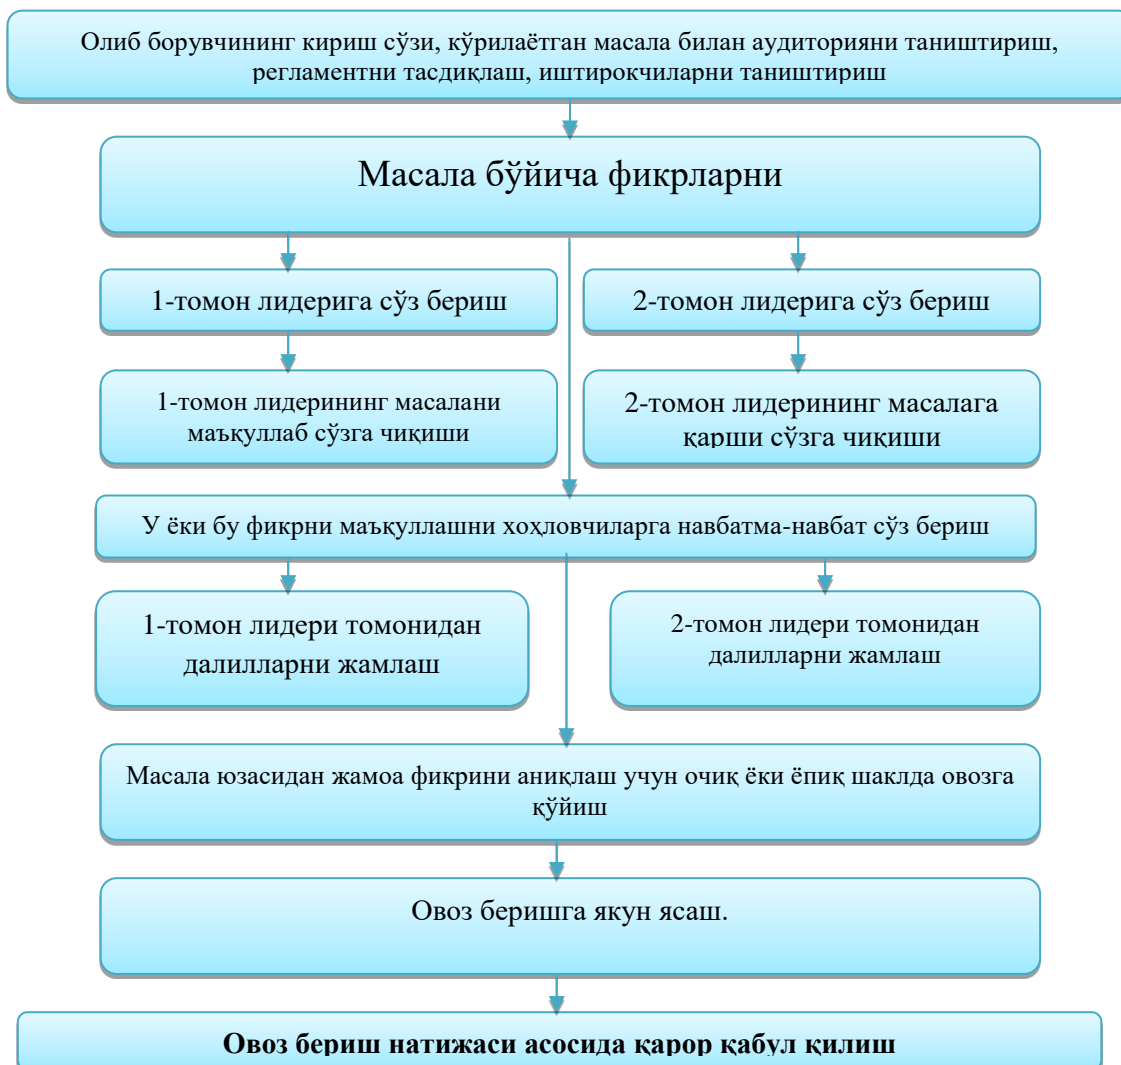 Олиб борувчининг кириш сўзи, кўрилаётган масала билан аудиторияни таништириш,
регламентни тасдиқлаш, иштирокчиларни таништириш
Масала бўйича фикрларни
1-томон лидерига сўз бериш
2-томон лидерига сўз бериш
1-томон лидерининг масалани
маъқуллаб сўзга чиқиши
2-томон лидерининг масалага
қарши сўзга чиқиши
У ёки бу фикрни маъқуллашни хоҳловчиларга навбатма-навбат сўз бериш
1-томон лидери томонидан
далилларни жамлаш
2-томон лидери томонидан
далилларни жамлаш
Масала юзасидан жамоа фикрини аниқлаш учун очиқ ёки ёпиқ шаклда овозга
қўйиш
Овоз беришга якун ясаш.
Овоз бериш натижаси асосида қарор қабул қилиш